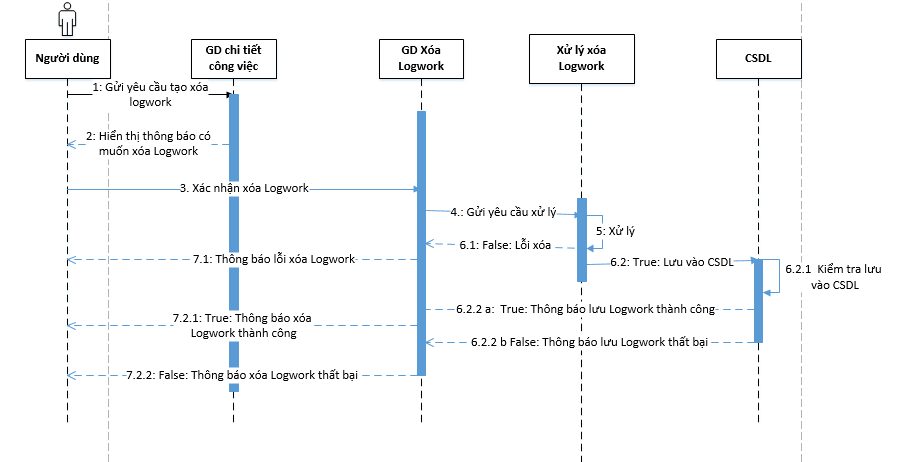 Người dùng
GD chi tiết
công việc
GD Xóa
Logwork
Xử lý xóa
Logwork
CSDL
1: Gửi yêu cầu tạo xóa
logwork
2: Hiển thị thông báo có
muốn xóa Logwork
3. Xác nhận xóa Logwork
4.: Gửi yêu cầu xử lý
5: Xử lý
6.1: False: Lỗi xóa
7.1: Thông báo lỗi xóa Logwork
6.2: True: Lưu vào CSDL
6.2.1 Kiểm tra lưu
vào CSDL
6.2.2 a: True: Thông báo lưu Logwork thành công
7.2.1: True: Thông báo xóa
Logwork thành công
6.2.2 b False: Thông báo lưu Logwork thất bại
7.2.2: False: Thông báo xóa Logwork thất bại